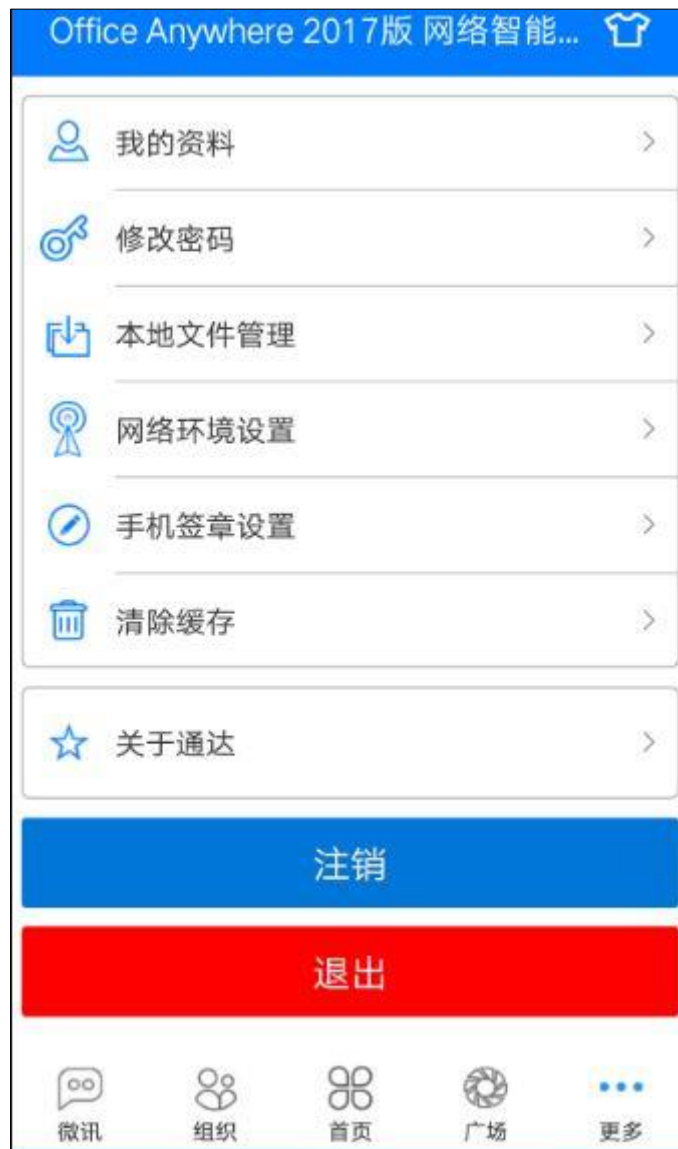 Office Anywhere 2017版 网络智能...
我的资料
修改密码
本地文件管理
网络环境设置
手机签章设置
清除缓存
关于通达
注销
退出
微讯 组织 首页 广场 更多